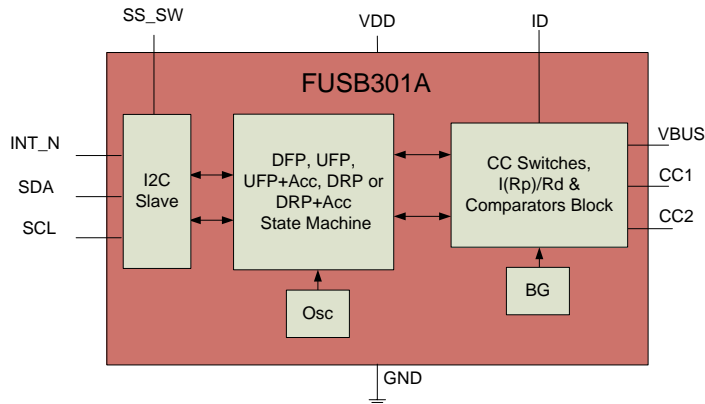 SS_SW
VDD
ID
FUSB301A
INT_N
SDA
SCL
I2C
Slave
DFP, UFP,
UFP+Acc, DRP or
DRP+Acc
State Machine
CC Switches,
I(Rp)/Rd &
Comparators Block
VBUS
CC1
CC2
Osc
BG
GND